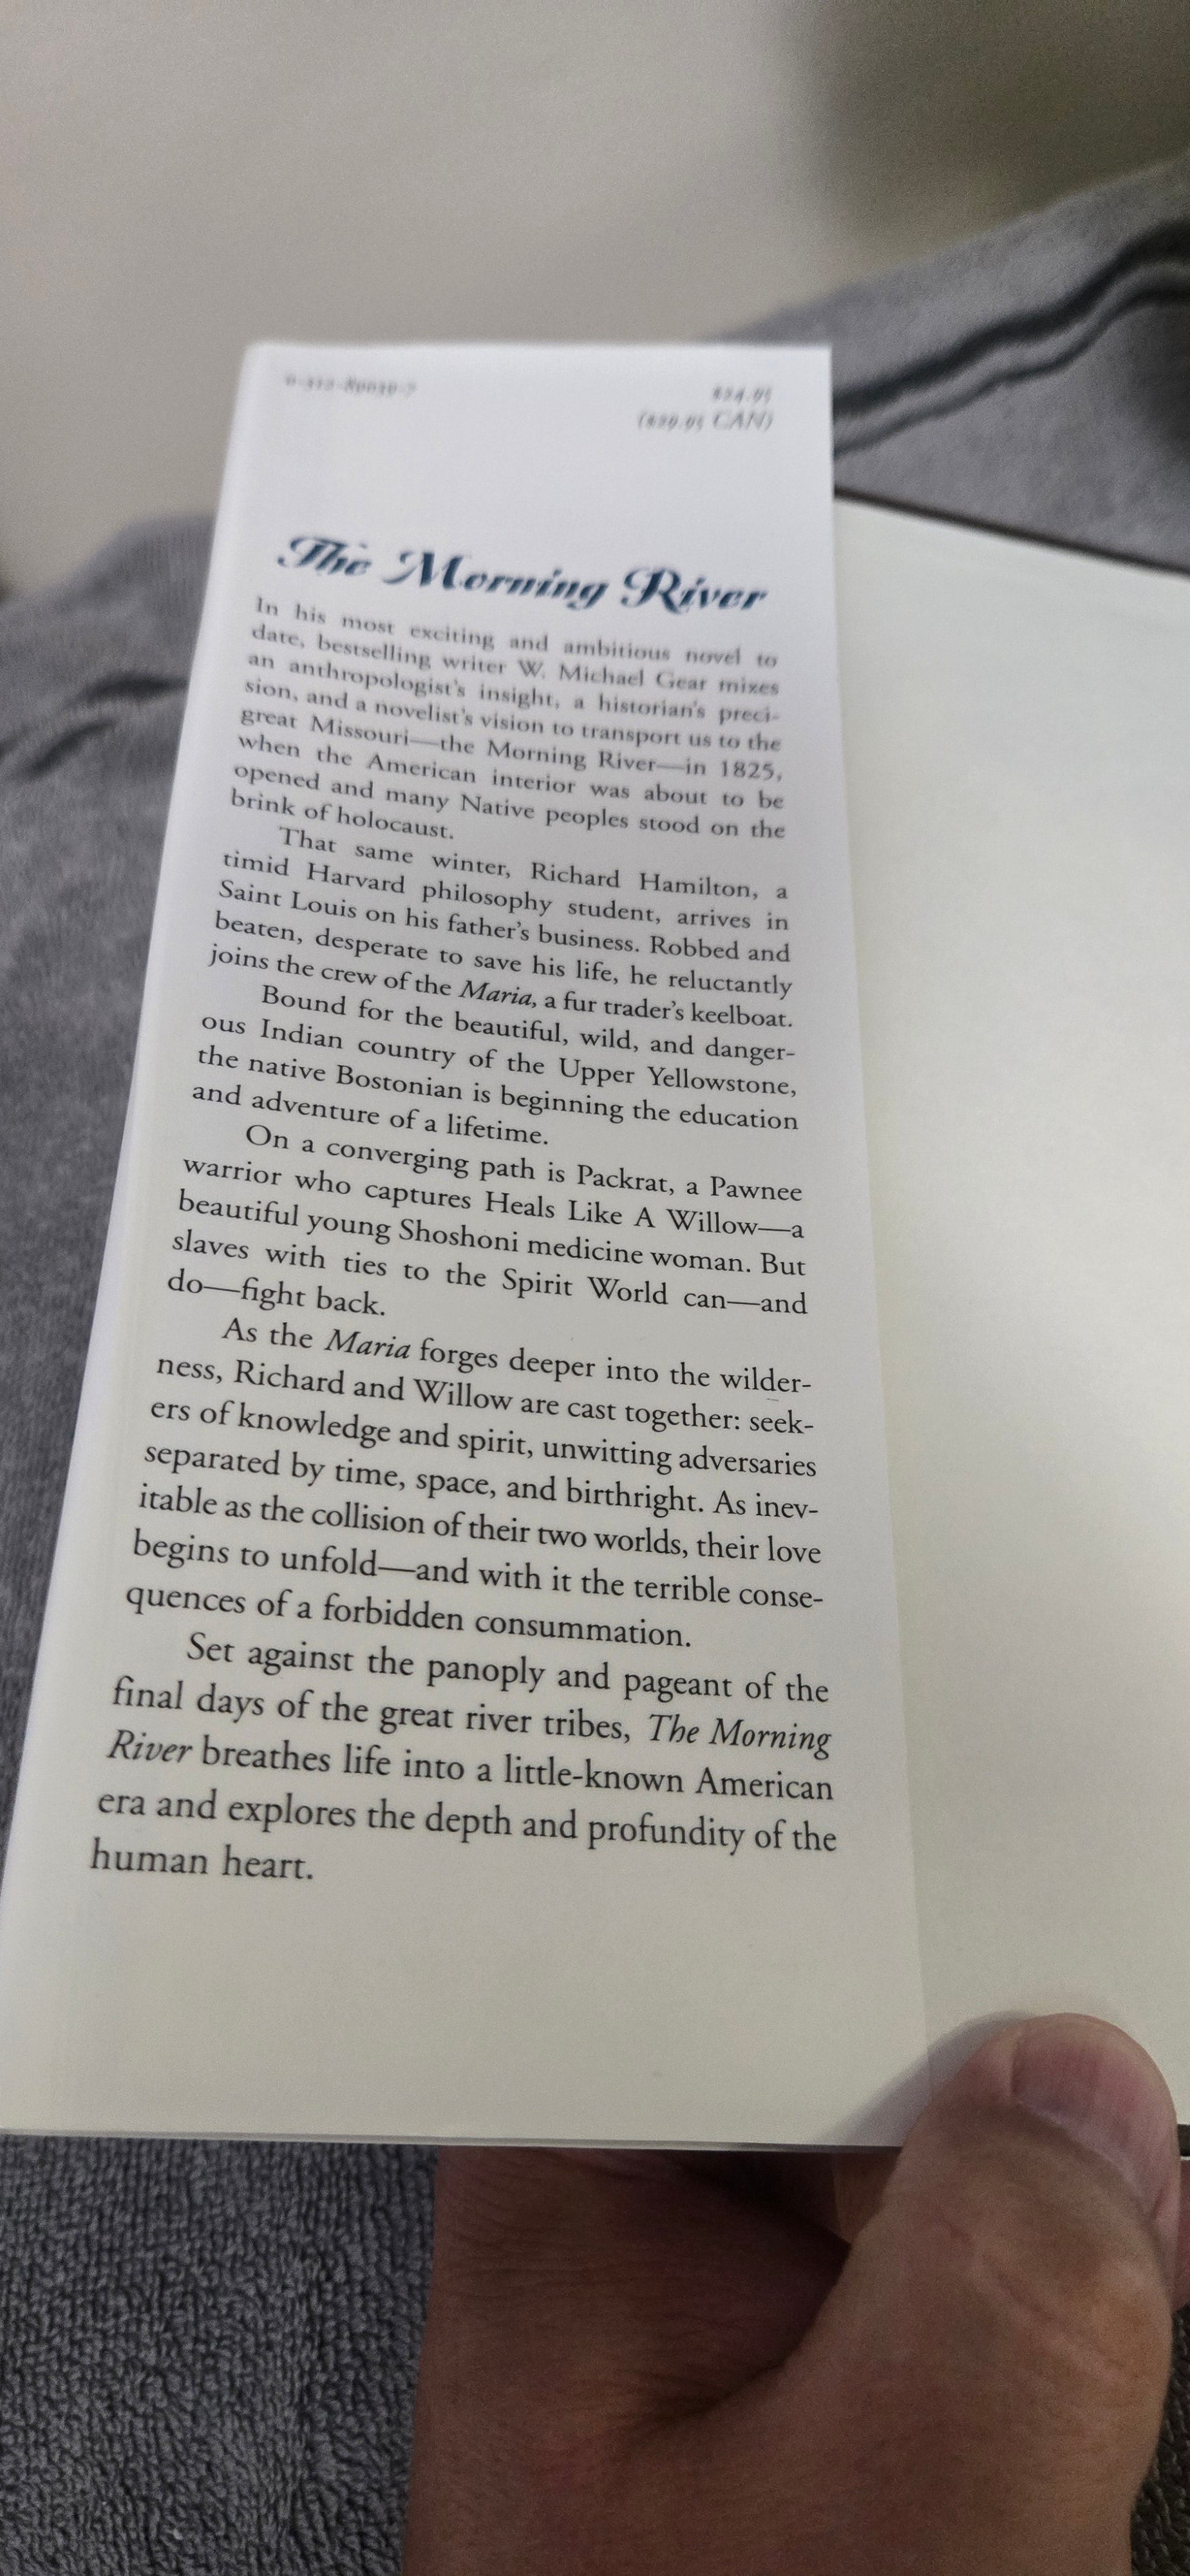 $24.95
($29.95 CAN)
The Morning River
In his most exciting and ambitious novel to
date, bestselling writer W. Michael Gear mixes
an anthropologist's insight, a historian's preci-
sion, and a novelist's vision to transport us to the
great Missouri—the Morning River—in 1825,
when the American interior was about to be
opened and many Native peoples stood on the
brink of holocaust.
That same winter, Richard Hamilton, a
timid Harvard philosophy student, arrives in
Saint Louis on his father's business. Robbed and
beaten, desperate to save his life, he reluctantly
joins the crew of the Maria, a fur trader's keelboat.
Bound for the beautiful, wild, and danger-
ous Indian country of the Upper Yellowstone,
the native Bostonian is beginning the education
and adventure of a lifetime.
On a converging path is Packrat, a Pawnee
warrior who captures Heals Like A Willow—a
beautiful young Shoshoni medicine woman. But
slaves with ties to the Spirit World can—and
do—fight back.
As the Maria forges deeper into the wilder-
ness, Richard and Willow are cast together: seek-
ers of knowledge and spirit, unwitting adversaries
separated by time, space, and birthright. As inev-
itable as the collision of their two worlds, their love
begins to unfold—and with it the terrible conse-
quences of a forbidden consummation.
Set against the panoply and pageant of the
final days of the great river tribes, The Morning
River breathes life into a little-known American
era and explores the depth and profundity of the
human heart.